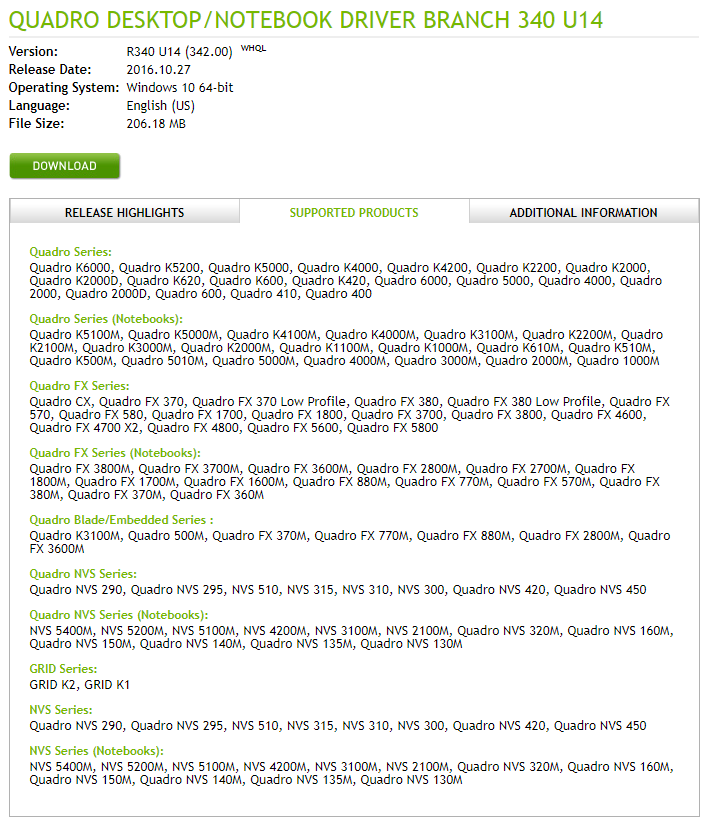 QUADRO DESKTOP/NOTEBOOK DRIVER BRANCH 340 U14
Version: R340 U14 (342.00) WHQL
Release Date: 2016.10.27
Operating System: Windows 10 64-bit
Language: English (US)
File Size: 206.18 MB
DOWNLOAD
RELEASE HIGHLIGHTS SUPPORTED PRODUCTS ADDITIONAL INFORMATION
Quadro Series:
Quadro K6000, Quadro K5200, Quadro K5000, Quadro K4000, Quadro K4200, Quadro K2200, Quadro K2000,
Quadro K2000D, Quadro K620, Quadro K600, Quadro K420, Quadro 6000, Quadro 5000, Quadro 4000, Quadro
2000, Quadro 2000D, Quadro 600, Quadro 410, Quadro 400
Quadro Series (Notebooks):
Quadro K5100M, Quadro K5000M, Quadro K4100M, Quadro K4000M, Quadro K3100M, Quadro K2200M, Quadro
K2100M, Quadro K3000M, Quadro K2000M, Quadro K1100M, Quadro K1000M, Quadro K610M, Quadro K510M,
Quadro K500M, Quadro 5010M, Quadro 5000M, Quadro 4000M, Quadro 3000M, Quadro 2000M, Quadro 1000M
Quadro FX Series:
Quadro CX, Quadro FX 370, Quadro FX 370 Low Profile, Quadro FX 380, Quadro FX 380 Low Profile, Quadro FX
570, Quadro FX 580, Quadro FX 1700, Quadro FX 1800, Quadro FX 3700, Quadro FX 3800, Quadro FX 4600,
Quadro FX 4700 X2, Quadro FX 4800, Quadro FX 5600, Quadro FX 5800
Quadro FX Series (Notebooks):
Quadro FX 3800M, Quadro FX 3700M, Quadro FX 3600M, Quadro FX 2800M, Quadro FX 2700M, Quadro FX
1800M, Quadro FX 1700M, Quadro FX 1600M, Quadro FX 880M, Quadro FX 770M, Quadro FX 570M, Quadro FX
380M, Quadro FX 370M, Quadro FX 360M
Quadro Blade/Embedded Series :
Quadro K3100M, Quadro 500M, Quadro FX 370M, Quadro FX 770M, Quadro FX 880M, Quadro FX 2800M, Quadro
FX 3600M
Quadro NVS Series:
Quadro NVS 290, Quadro NVS 295, NVS 510, NVS 315, NVS 310, NVS 300, Quadro NVS 420, Quadro NVS 450
Quadro NVS Series (Notebooks):
NVS 5400M, NVS 5200M, NVS 5100M, NVS 4200M, NVS 3100M, NVS 2100M, Quadro NVS 320M, Quadro NVS 160M,
Quadro NVS 150M, Quadro NVS 140M, Quadro NVS 135M, Quadro NVS 130M
GRID Series:
GRID K2, GRID K1
NVS Series:
Quadro NVS 290, Quadro NVS 295, NVS 510, NVS 315, NVS 310, NVS 300, Quadro NVS 420, Quadro NVS 450
NVS Series (Notebooks):
NVS 5400M, NVS 5200M, NVS 5100M, NVS 4200M, NVS 3100M, NVS 2100M, Quadro NVS 320M, Quadro NVS 160M,
Quadro NVS 150M, Quadro NVS 140M, Quadro NVS 135M, Quadro NVS 130M